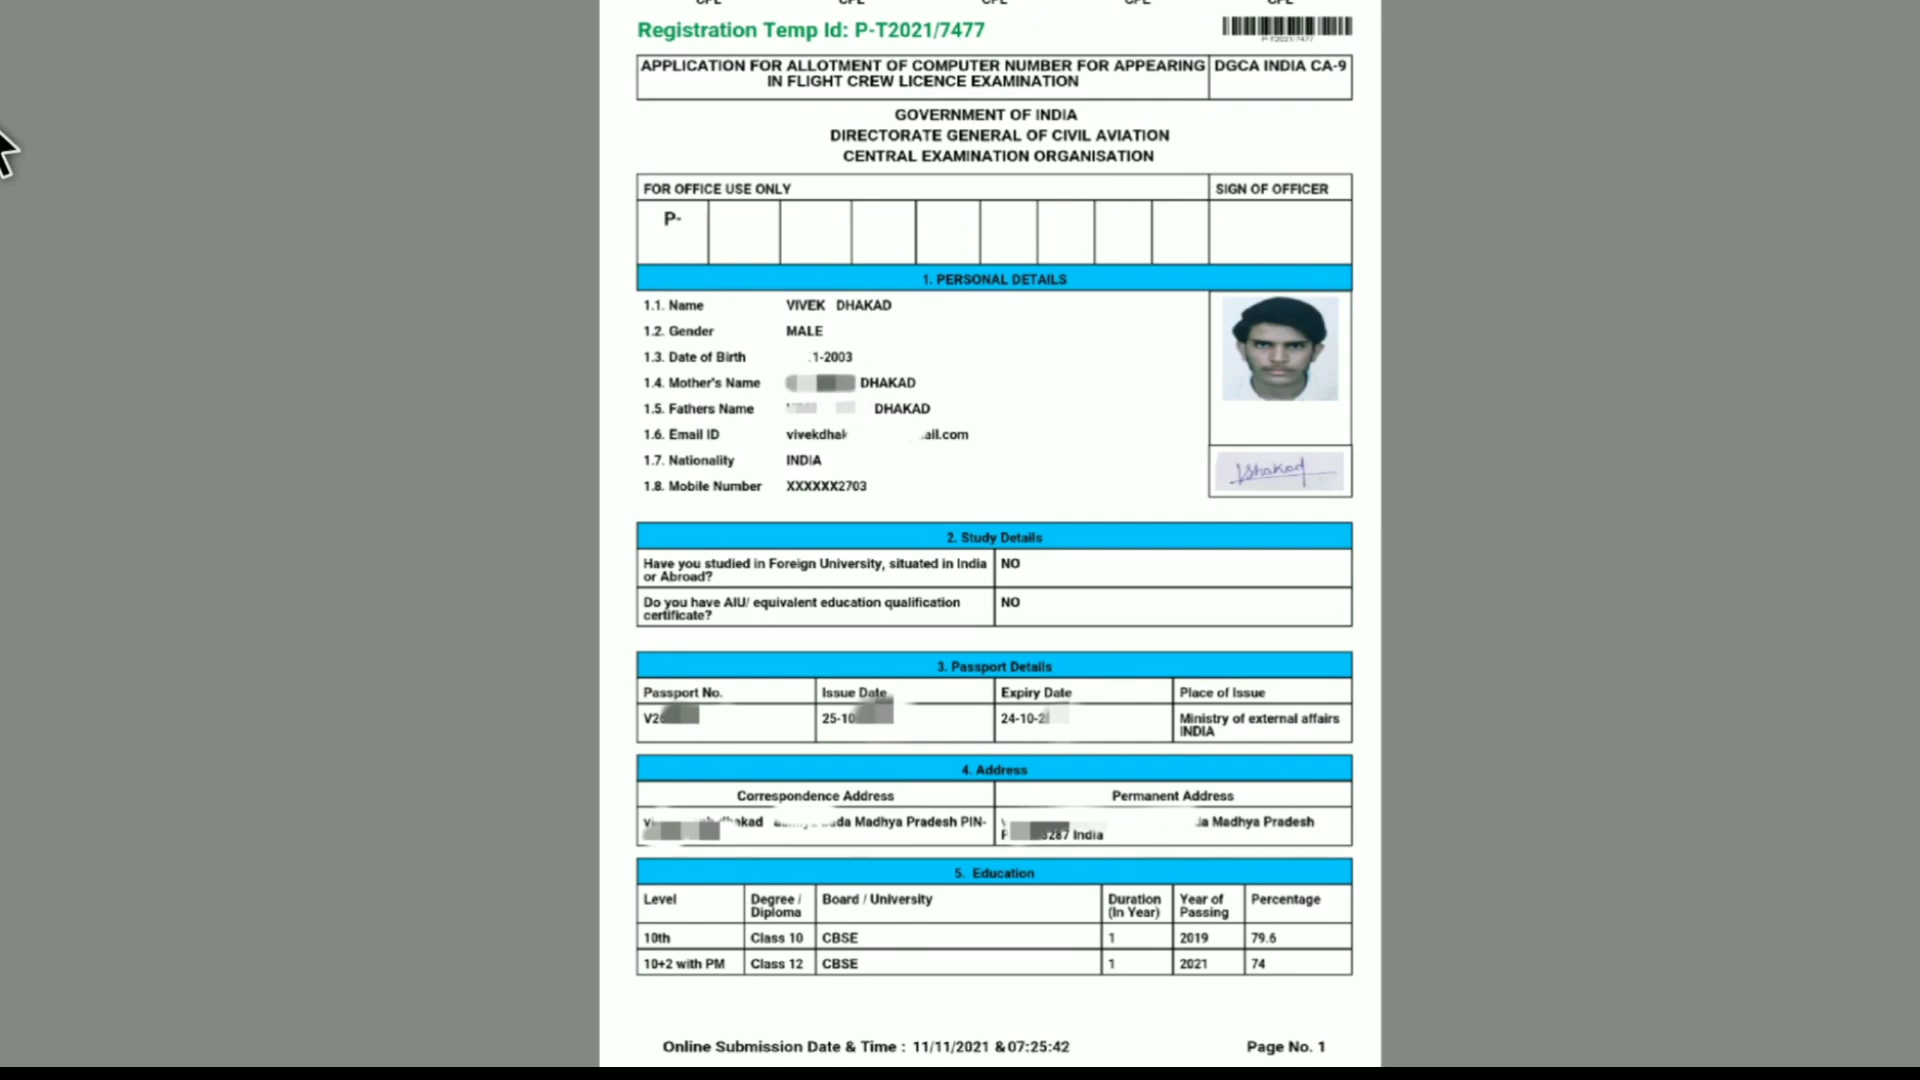 Registration Temp Id: P-T2021/7477
P-T2021/7477
APPLICATION FOR ALLOTMENT OF COMPUTER NUMBER FOR APPEARING IN FLIGHT CREW LICENCE EXAMINATION
DGCA INDIA CA-9
GOVERNMENT OF INDIA
DIRECTORATE GENERAL OF CIVIL AVIATION
CENTRAL EXAMINATION ORGANISATION
FOR OFFICE USE ONLY SIGN OF OFFICER
P-
1. PERSONAL DETAILS
1.1. Name VIVEK DHAKAD
1.2. Gender MALE
1.3. Date of Birth 1-2003
1.4. Mother's Name DHAKAD
1.5. Fathers Name DHAKAD
1.6. Email ID vivekdhak ail.com
1.7. Nationality INDIA
1.8. Mobile Number XXXXXX2703
2. Study Details
Have you studied in Foreign University, situated in India or Abroad? NO
Do you have AIU/ equivalent education qualification certificate? NO
3. Passport Details
Passport No. Issue Date Expiry Date Place of Issue
V2 25-10 24-10-2 Ministry of external affairs INDIA
4. Address
Correspondence Address Permanent Address
Madhya Pradesh PIN- Madhya Pradesh
India
5. Education
Level Degree / Diploma Board / University Duration (In Year) Year of Passing Percentage
10th Class 10 CBSE 1 2019 79.6
10+2 with PM Class 12 CBSE 1 2021 74
Online Submission Date & Time : 11/11/2021 & 07:25:42 Page No. 1